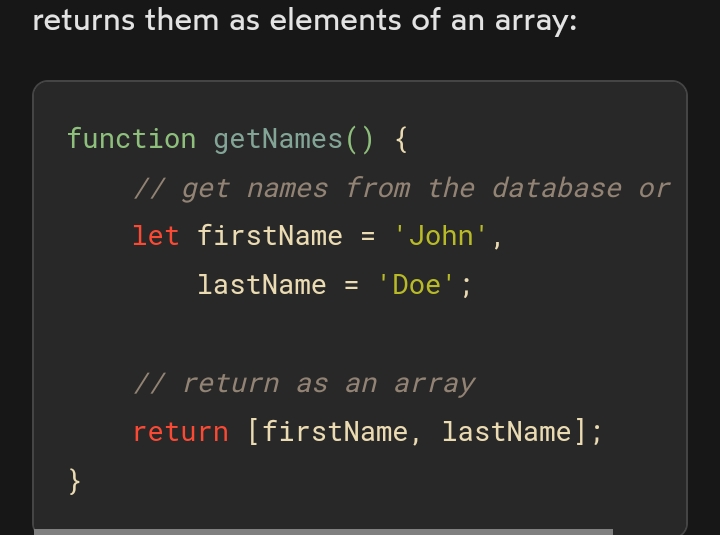 returns them as elements of an array:
function getNames() {
// get names from the database or
let firstName = 'John',
lastName = 'Doe';
// return as an array
return [firstName, lastName];
}